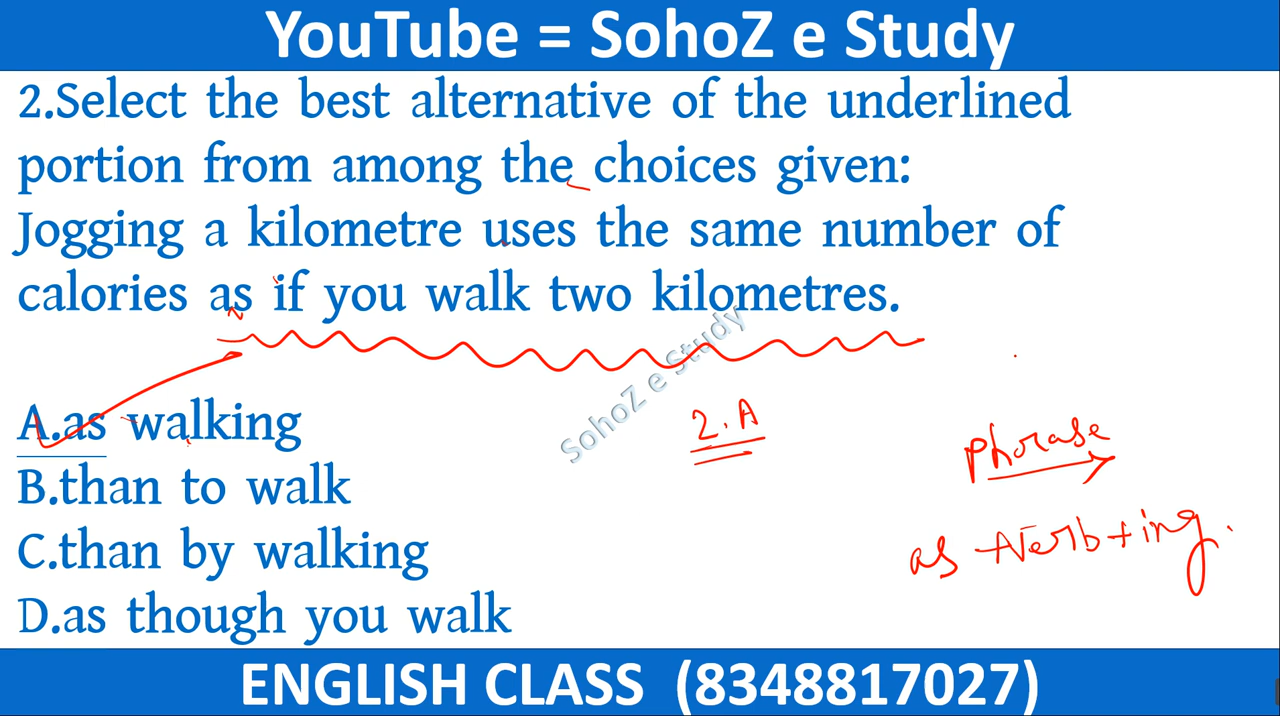 YouTube = SohoZ e Study
2.Select the best alternative of the underlined
portion from among the choices given:
Jogging a kilometre uses the same number of
calories as if you walk two kilometres.
SohoZ e Study
A.as walking
2.A
Phrase
B.than to walk
C.than by walking
as + Verb + ing.
D.as though you walk
ENGLISH CLASS (8348817027)